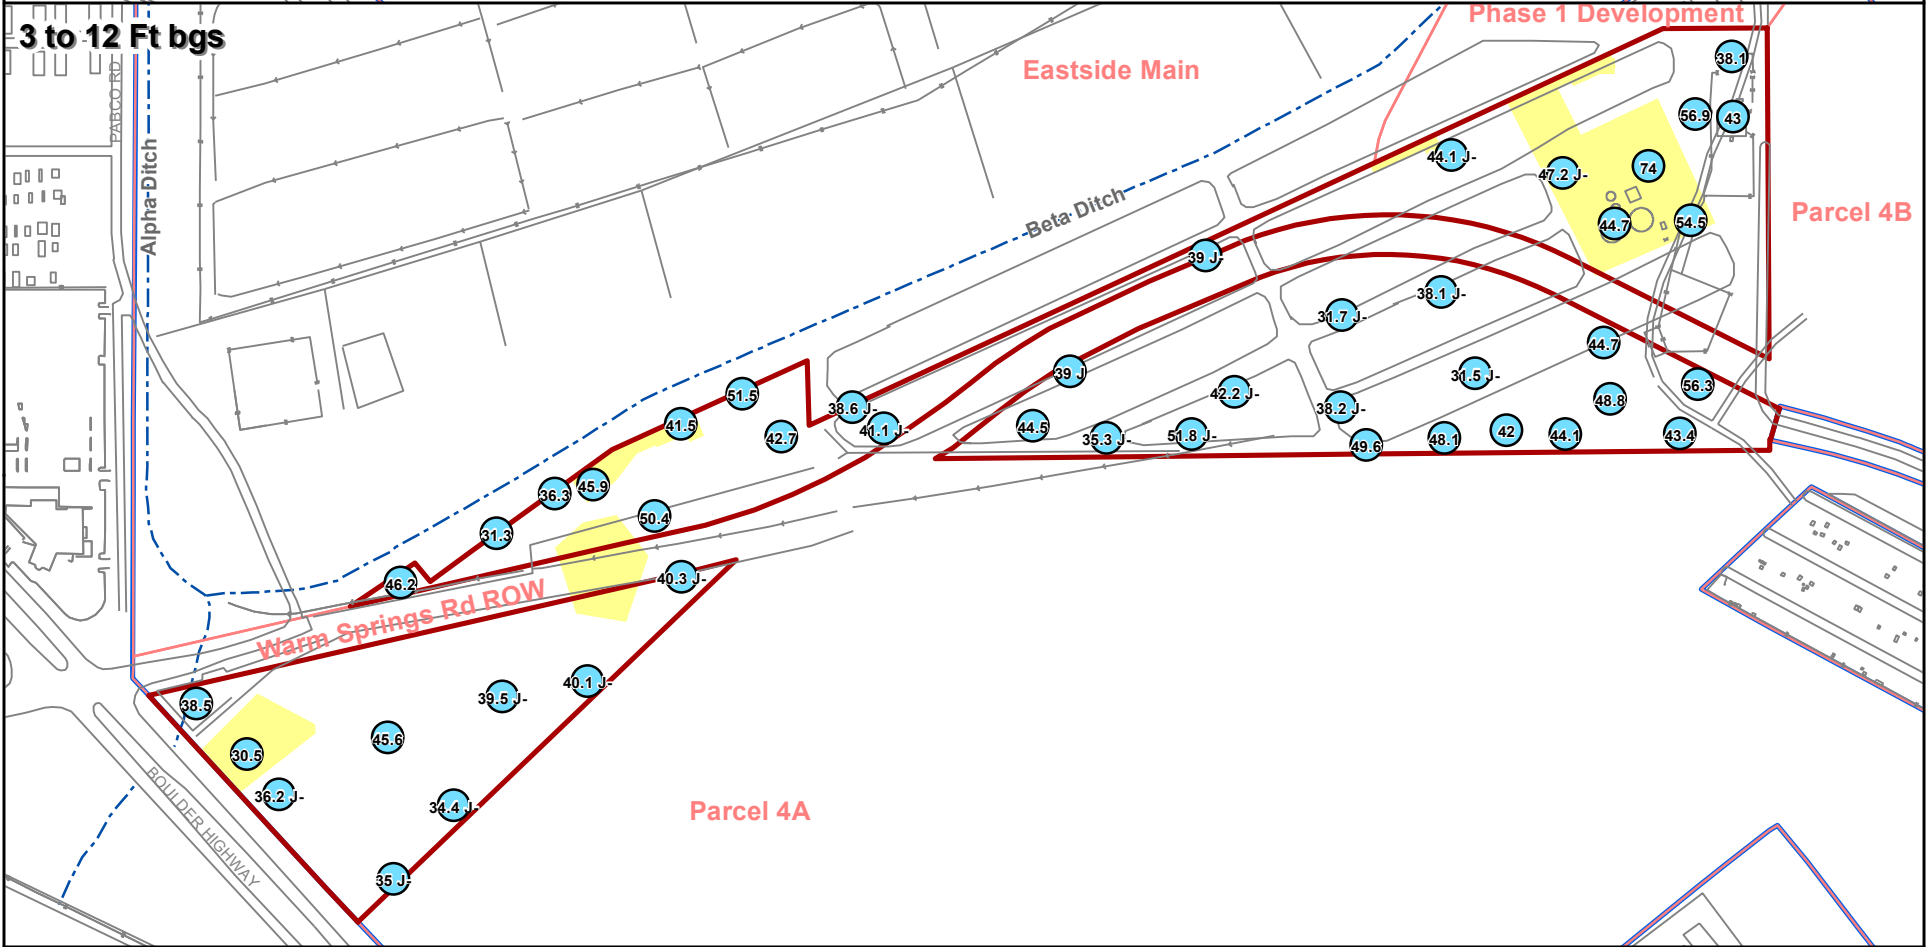 Phase 1 Development
3 to 12 Ft bgs
38.1
Eastside Main
PABCO RD
56.9
43
44.1 J-
47.2 J-
74
Alpha Ditch
Beta Ditch
Parcel 4B
44.7
54.5
39 J-
38.1 J-
31.7 J-
44.7
39 J
31.5 J-
56.3
51.5
42.2 J-
48.8
38.6 J-
38.2 J-
41.5
42.7
41.1 J-
44.5
35.3 J-
51.8 J-
49.6
48.1
42
44.1
43.4
45.9
36.3
50.4
31.3
46.2
40.3 J-
Warm Springs Rd ROW
40.1 J-
39.5 J-
38.5
45.6
30.5
36.2 J-
34.4 J-
Parcel 4A
BOULDER HIGHWAY
35 J-